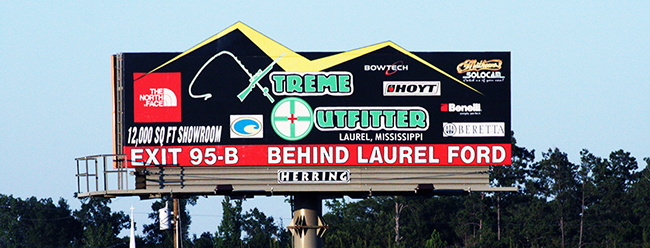 THE
NORTH
FACE
XTREME
OUTFITTER
LAUREL, MISSISSIPPI
BOWTECH
HOYT
Mathews
SOLOCAM
Benelli
BERETTA
12,000 SQ FT SHOWROOM
EXIT 95-B BEHIND LAUREL FORD
HERRING